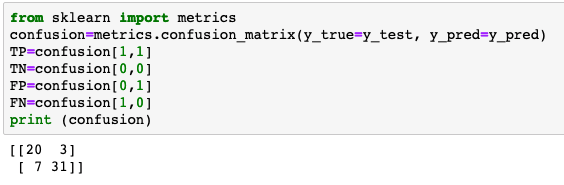 from sklearn import metrics
confusion=metrics.confusion_matrix(y_true=y_test, y_pred=y_pred)
TP=confusion[1,1]
TN=confusion[0,0]
FP=confusion[0,1]
FN=confusion[1,0]
print (confusion)
[[20  3]
 [ 7 31]]